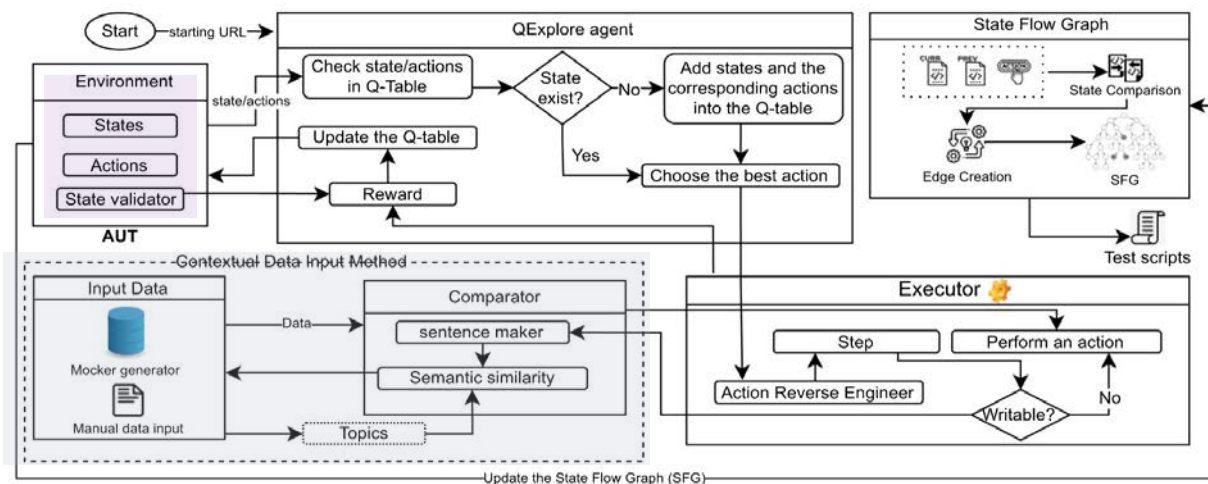 Start
starting URL
QExplore agent
State Flow Graph
Environment
States
Actions
State validator
AUT
state/actions
Check state/actions
in Q-Table
State
exist?
No
Yes
Add states and the
corresponding actions
into the Q-table
Update the Q-table
Reward
Choose the best action
CURR
PREV
ACTION
State Comparison
Edge Creation
SFG
Test scripts
Contextual Data Input Method
Input Data
Mocker generator
Manual data input
Data
Topics
Comparator
sentence maker
Semantic similarity
Executor
Step
Perform an action
Action Reverse Engineer
Writable?
No
Update the State Flow Graph (SFG)